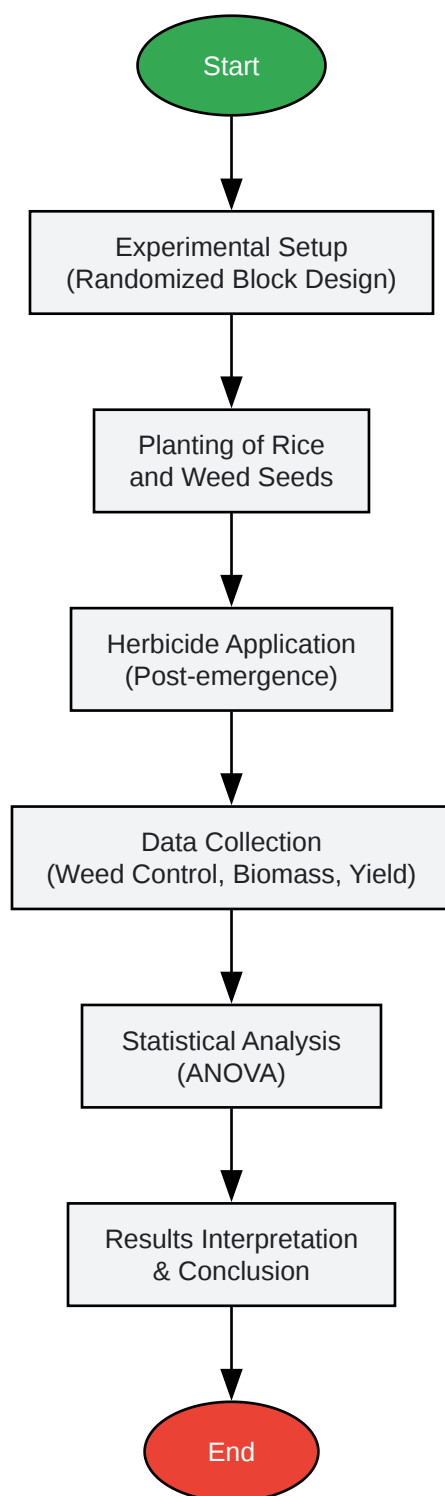 Start
Experimental Setup
(Randomized Block Design)
Planting of Rice
and Weed Seeds
Herbicide Application
(Post-emergence)
Data Collection
(Weed Control, Biomass, Yield)
Statistical Analysis
(ANOVA)
Results Interpretation
& Conclusion
End